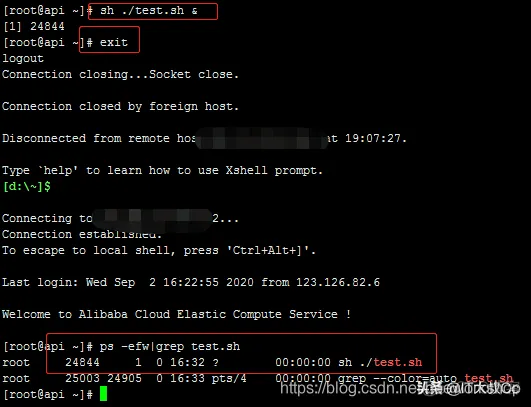 [root@api ~]# sh ./test.sh &
[1] 24844
[root@api ~]# exit
logout
Connection closing...Socket close.
Connection closed by foreign host.
Disconnected from remote hos at 19:07:27.
Type `help' to learn how to use Xshell prompt.
[d:\~]$
Connecting to 2...
Connection established.
To escape to local shell, press 'Ctrl+Alt+]'.
Last login: Wed Sep  2 16:22:55 2020 from 123.126.82.6
Welcome to Alibaba Cloud Elastic Compute Service !
[root@api ~]# ps -efw|grep test.sh
root     24844     1  0 16:32 ?        00:00:00 sh ./test.sh
root     25003 24905  0 16:33 pts/4    00:00:00 grep --color=auto test.sh
[root@api ~]#
https://blog.csdn.net